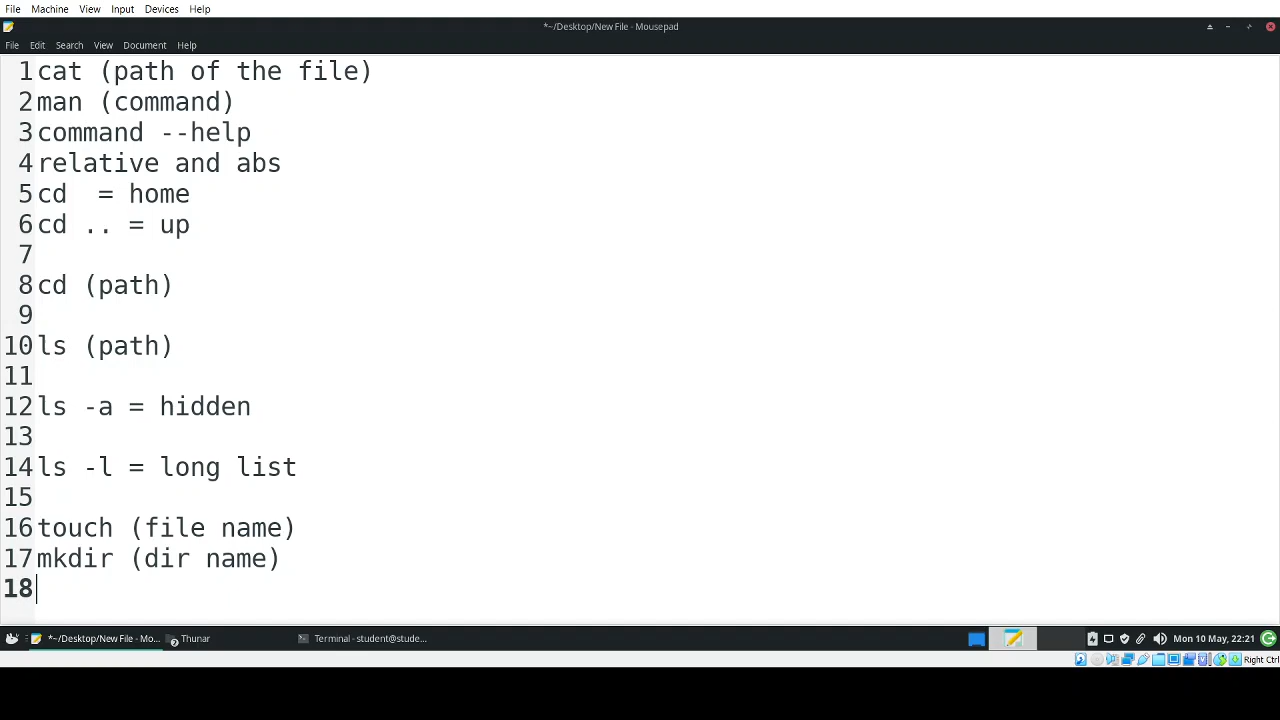 File Machine View Input Devices Help
*~/Desktop/New File - Mousepad
File Edit Search View Document Help
1 cat (path of the file)
2 man (command)
3 command --help
4 relative and abs
5 cd  = home
6 cd .. = up
7
8 cd (path)
9
10 ls (path)
11
12 ls -a = hidden
13
14 ls -l = long list
15
16 touch (file name)
17 mkdir (dir name)
18
*~/Desktop/New File - Mo... Thunar Terminal - student@stude... Mon 10 May, 22:21
2
Right Ctrl